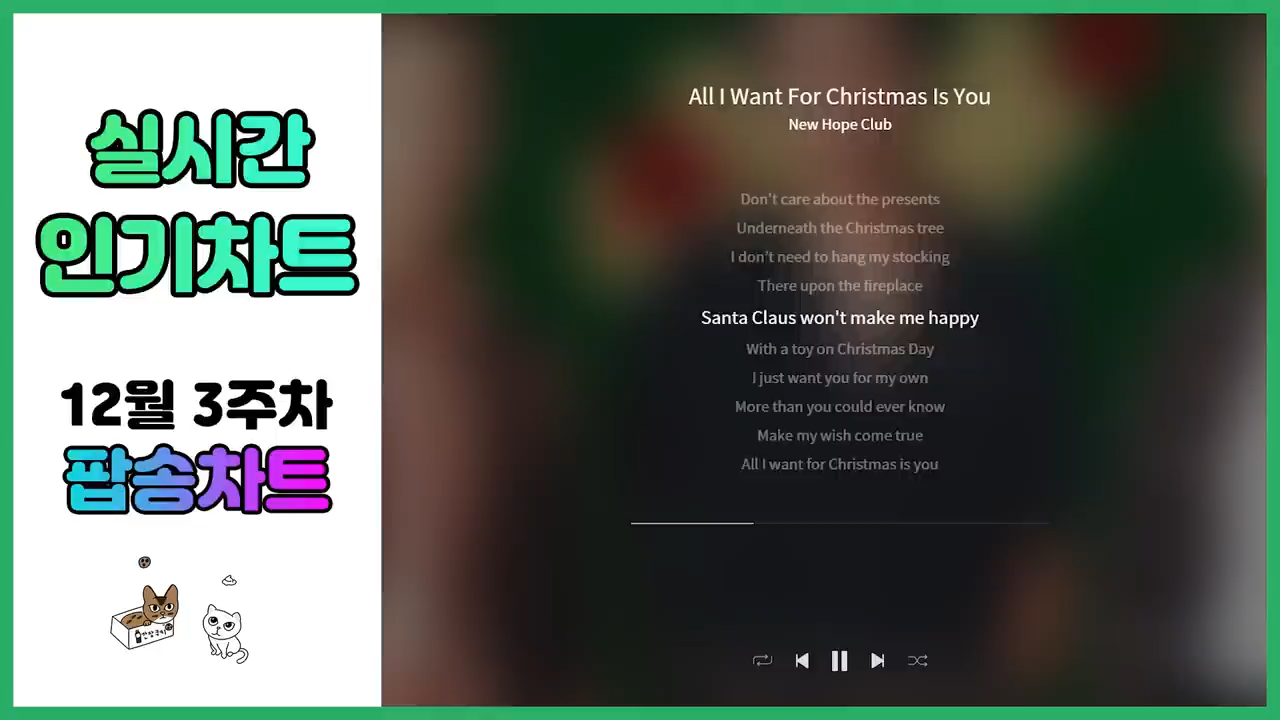 실시간
인기차트
12월 3주차
팝송차트
All I Want For Christmas Is You
New Hope Club
Don't care about the presents
Underneath the Christmas tree
I don't need to hang my stocking
There upon the fireplace
Santa Claus won't make me happy
With a toy on Christmas Day
I just want you for my own
More than you could ever know
Make my wish come true
All I want for Christmas is you